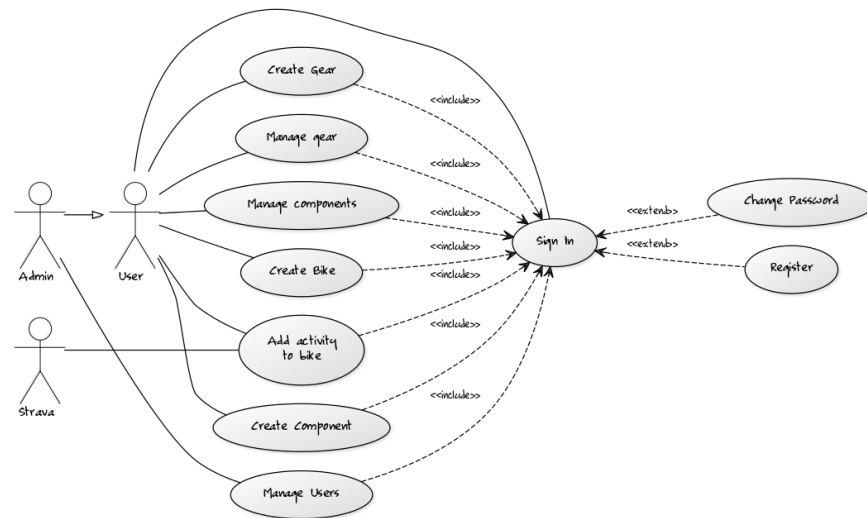 Create Gear
<<include>>
Manage gear
<<include>>
Manage components
<<include>>
Change Password
<<extend>>
Admin
User
Create Bike
<<include>>
Sign In
<<extend>>
Register
<<include>>
Add activity
to bike
<<include>>
Strava
Create Component
<<include>>
Manage Users